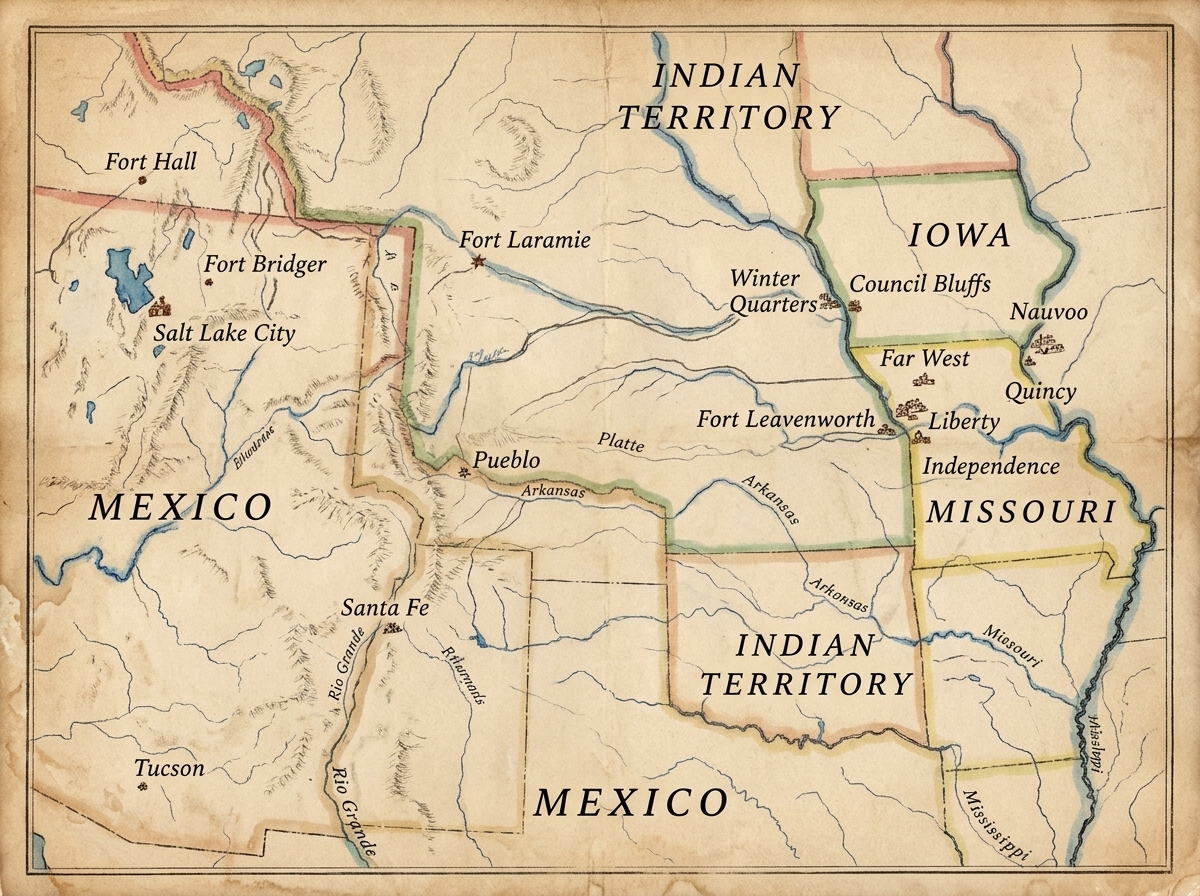 INDIAN
TERRITORY
Fort Hall
IOWA
Fort Laramie
Fort Bridger
Winter
Quarters
Council Bluffs
Nauvoo
Salt Lake City
Far West
Quincy
Fort Leavenworth
Liberty
Platte
Pueblo
Independence
Arkansas
Arkansas
MEXICO
MISSOURI
Arkonsas
Santa Fe
Rio Grande
INDIAN
TERRITORY
Miosouri
Tucson
Rio Grande
MEXICO
Mississippi